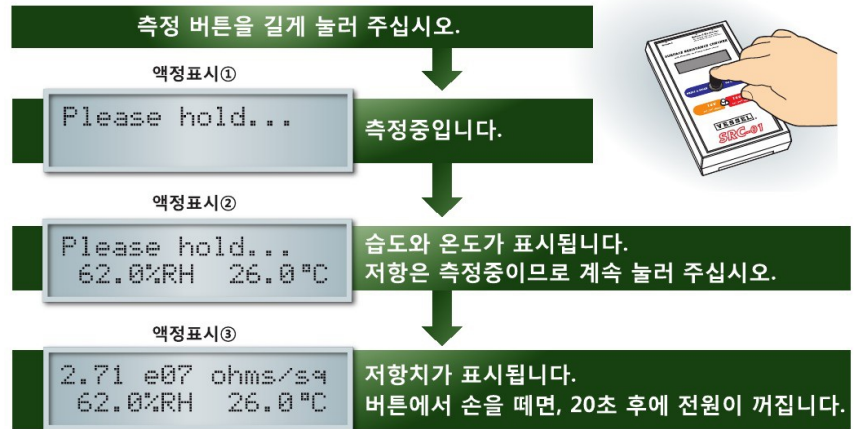 측정 버튼을 길게 눌러 주십시오.
액정표시①
Please hold...
측정중입니다.
액정표시②
Please hold...
62.0%RH 26.0°C
습도와 온도가 표시됩니다.
저항은 측정중이므로 계속 눌러 주십시오.
액정표시③
2.71 e07 ohms/sq
62.0%RH 26.0°C
저항치가 표시됩니다.
버튼에서 손을 떼면, 20초 후에 전원이 꺼집니다.
SURFACE RESISTANCE CHECKER
VESSEL
SRC-01